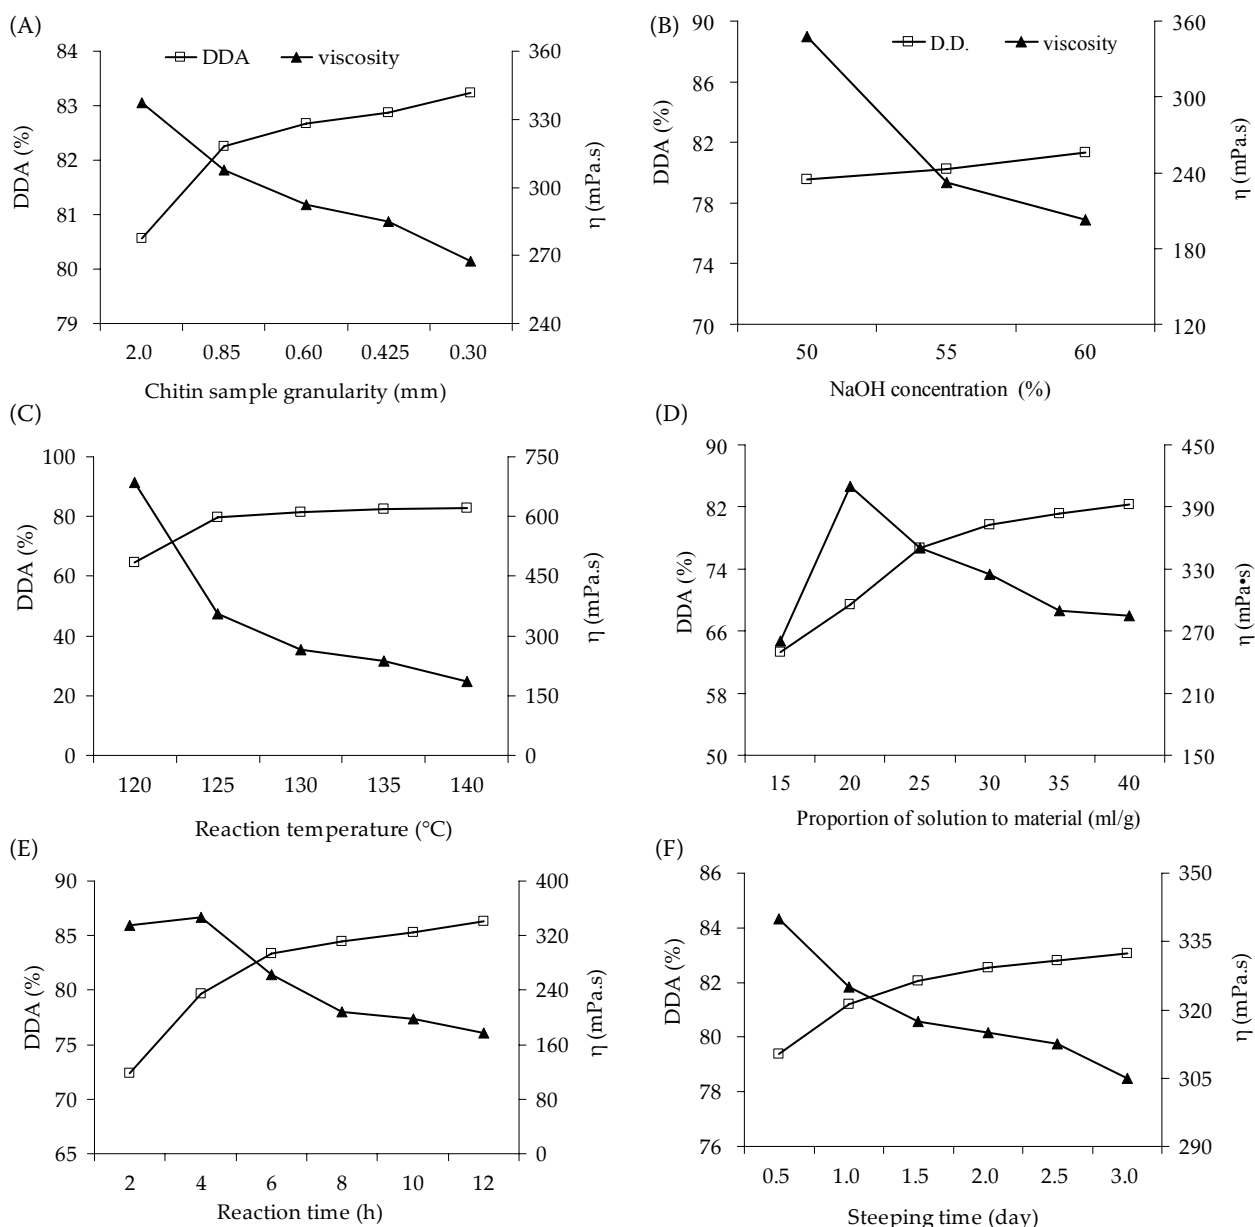 (A)
84
83
82
81
80
79
DDA (%)
DDA
viscosity
360
330
300
270
240
η (mPa.s)
2.0 0.85 0.60 0.425 0.30
Chitin sample granularity (mm)
(B)
90
86
82
78
74
70
DDA (%)
D.D.
viscosity
360
300
240
180
120
η (mPa.s)
50 55 60
NaOH concentration (%)
(C)
100
80
60
40
20
0
DDA (%)
750
600
450
300
150
0
η (mPa.s)
120 125 130 135 140
Reaction temperature (°C)
(D)
90
82
74
66
58
50
DDA (%)
450
390
330
270
210
150
η (mPa•s)
15 20 25 30 35 40
Proportion of solution to material (ml/g)
(E)
90
85
80
75
70
65
DDA (%)
400
320
240
160
80
0
η (mPa.s)
2 4 6 8 10 12
Reaction time (h)
(F)
86
84
82
80
78
76
DDA (%)
350
335
320
305
290
η (mPa.s)
0.5 1.0 1.5 2.0 2.5 3.0
Steeping time (day)